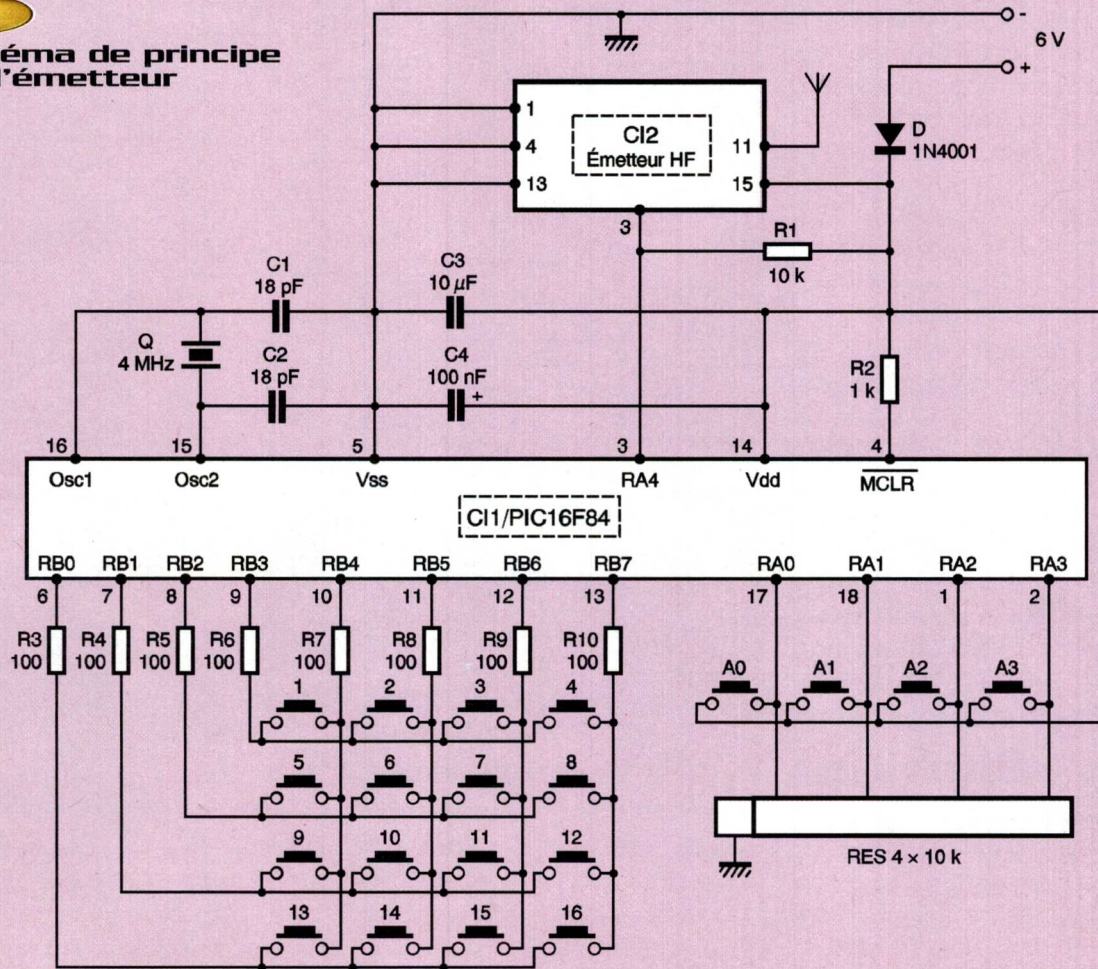 éma de principe
l'émetteur
-
6 V
+
1
4
13
CI2
Émetteur HF
11
15
3
D
1N4001
R1
10 k
C1
18 pF
C3
10 µF
Q
4 MHz
C2
18 pF
C4
100 nF
+
R2
1 k
16
15
5
3
14
4
Osc1
Osc2
Vss
RA4
Vdd
MCLR
CI1/PIC16F84
RB0
RB1
RB2
RB3
RB4
RB5
RB6
RB7
RA0
RA1
RA2
RA3
6
7
8
9
10
11
12
13
17
18
1
2
R3
100
R4
100
R5
100
R6
100
R7
100
R8
100
R9
100
R10
100
1
2
3
4
A0
A1
A2
A3
5
6
7
8
9
10
11
12
13
14
15
16
RES 4 × 10 k